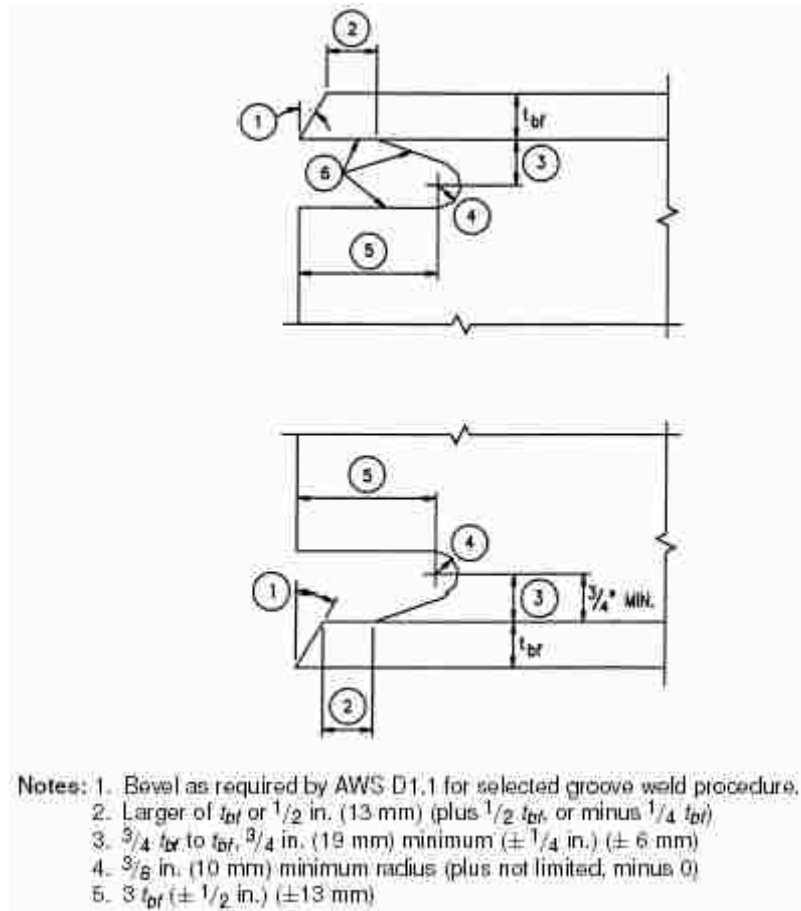 2
1
t_bf
3
6
4
5
5
4
1
3
3/4" MIN.
t_bf
2
Notes: 1. Bevel as required by AWS D1.1 for selected groove weld procedure.
2. Larger of t_bf or 1/2 in. (13 mm) (plus 1/2 t_bf, or minus 1/4 t_bf)
3. 3/4 t_bf to t_bf, 3/4 in. (19 mm) minimum (± 1/4 in.) (± 6 mm)
4. 3/8 in. (10 mm) minimum radius (plus not limited, minus 0)
5. 3 t_bf (± 1/2 in.) (±13 mm)